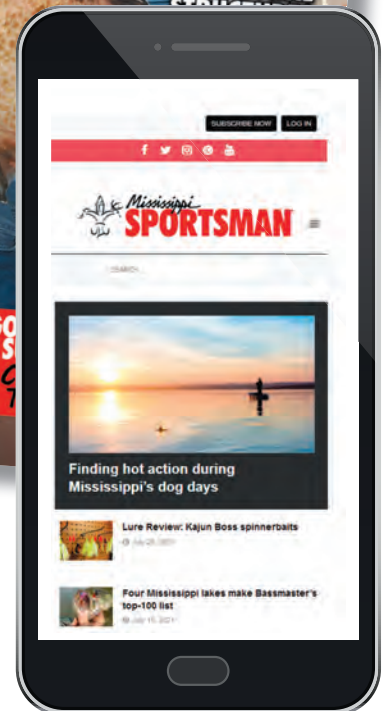 SUBSCRIBE NOW LOG IN
Mississippi
SPORTSMAN
SEARCH
Finding hot action during
Mississippi's dog days
Lure Review: Kajun Boss spinnerbaits
Four Mississippi lakes make Bassmaster's
top-100 list